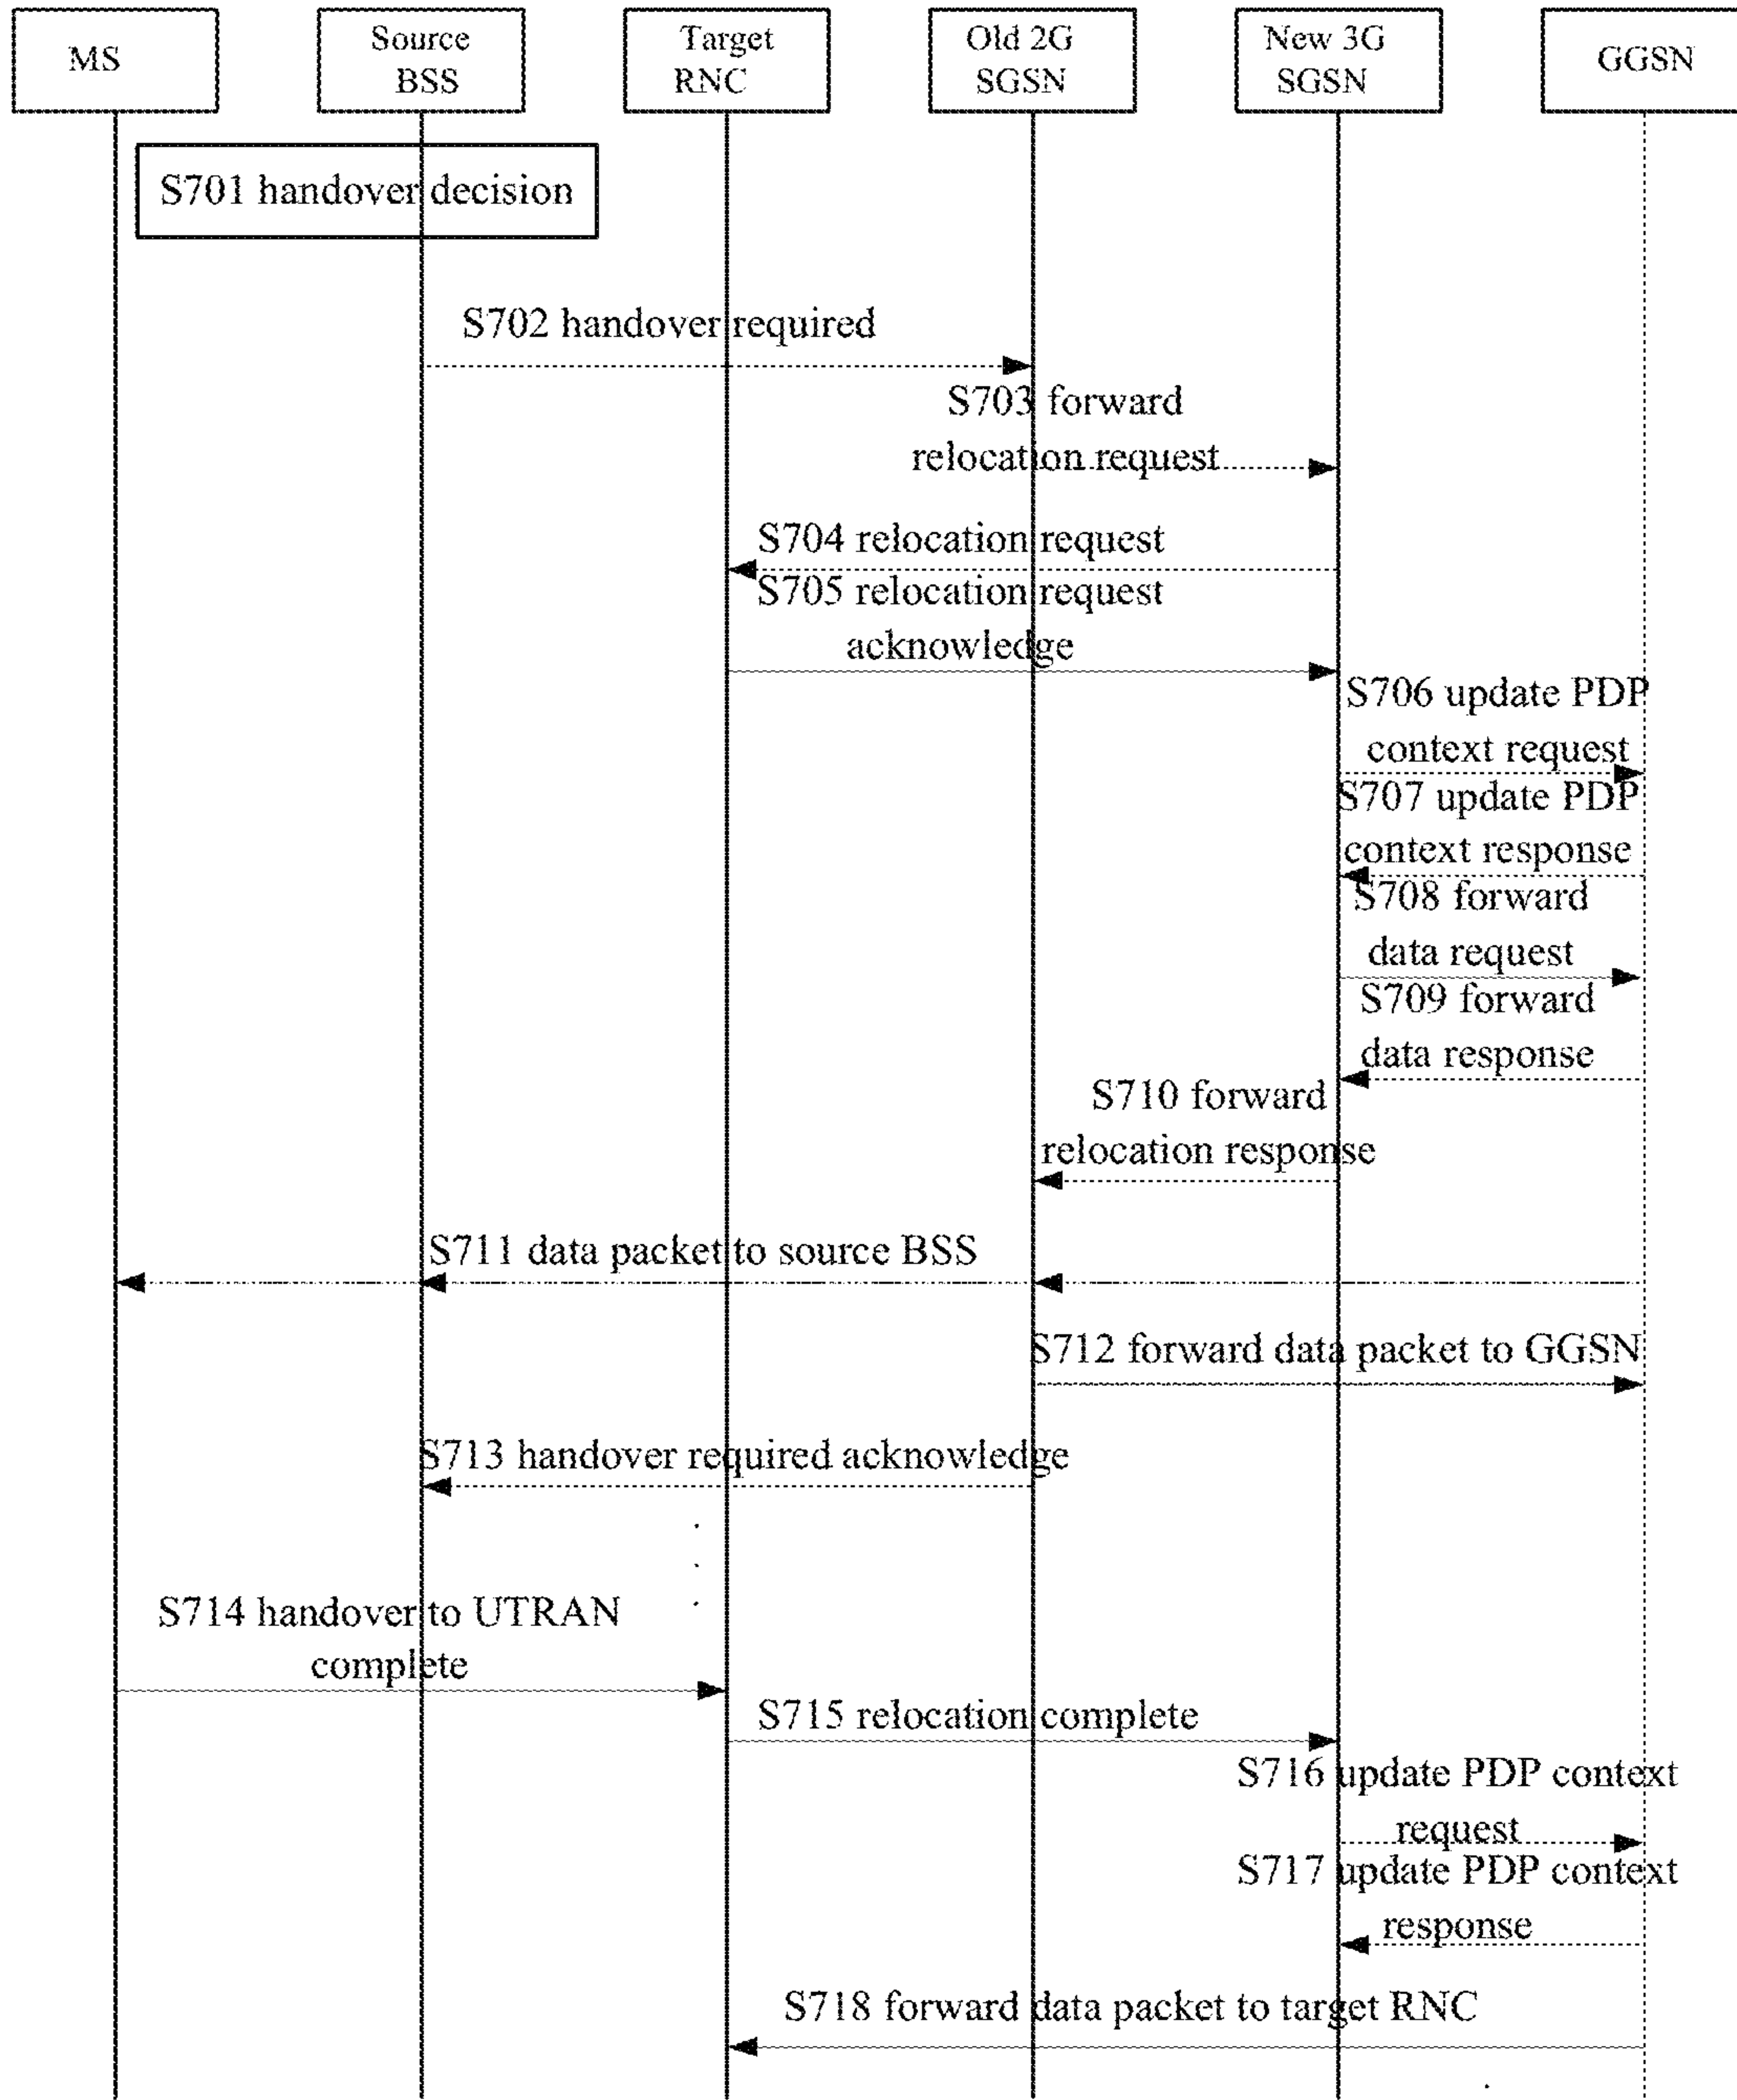 MS
Source
BSS
Target
RNC
Old 2G
SGSN
New 3G
SGSN
GGSN
S701 handover decision
S702 handover required
S703 forward
relocation request
S704 relocation request
S705 relocation request
acknowledge
S706 update PDP
context request
S707 update PDP
context response
S708 forward
data request
S709 forward
data response
S710 forward
relocation response
S711 data packet to source BSS
S712 forward data packet to GGSN
S713 handover required acknowledge
S714 handover to UTRAN
complete
S715 relocation complete
S716 update PDP context
request
S717 update PDP context
response
S718 forward data packet to target RNC